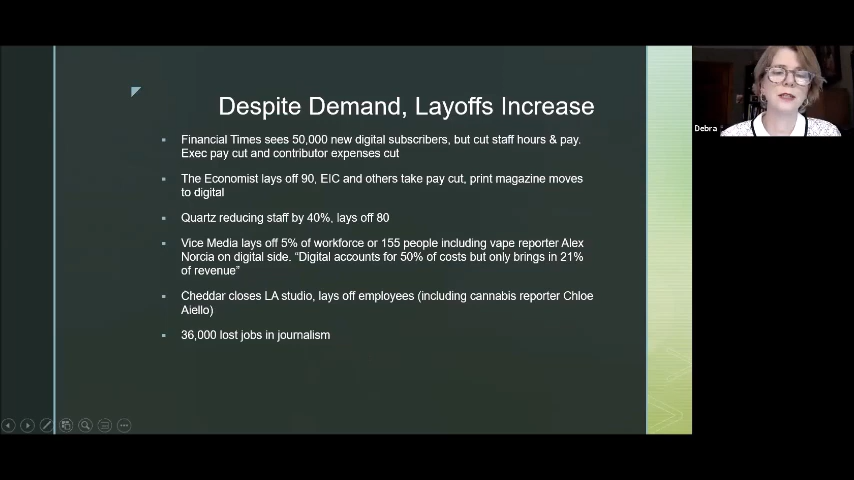 Despite Demand, Layoffs Increase
Financial Times sees 50,000 new digital subscribers, but cut staff hours & pay.
Exec pay cut and contributor expenses cut
The Economist lays off 90, EIC and others take pay cut, print magazine moves
to digital
Quartz reducing staff by 40%, lays off 80
Vice Media lays off 5% of workforce or 155 people including vape reporter Alex
Norcia on digital side. “Digital accounts for 50% of costs but only brings in 21%
of revenue”
Cheddar closes LA studio, lays off employees (including cannabis reporter Chloe
Aiello)
36,000 lost jobs in journalism
Debra